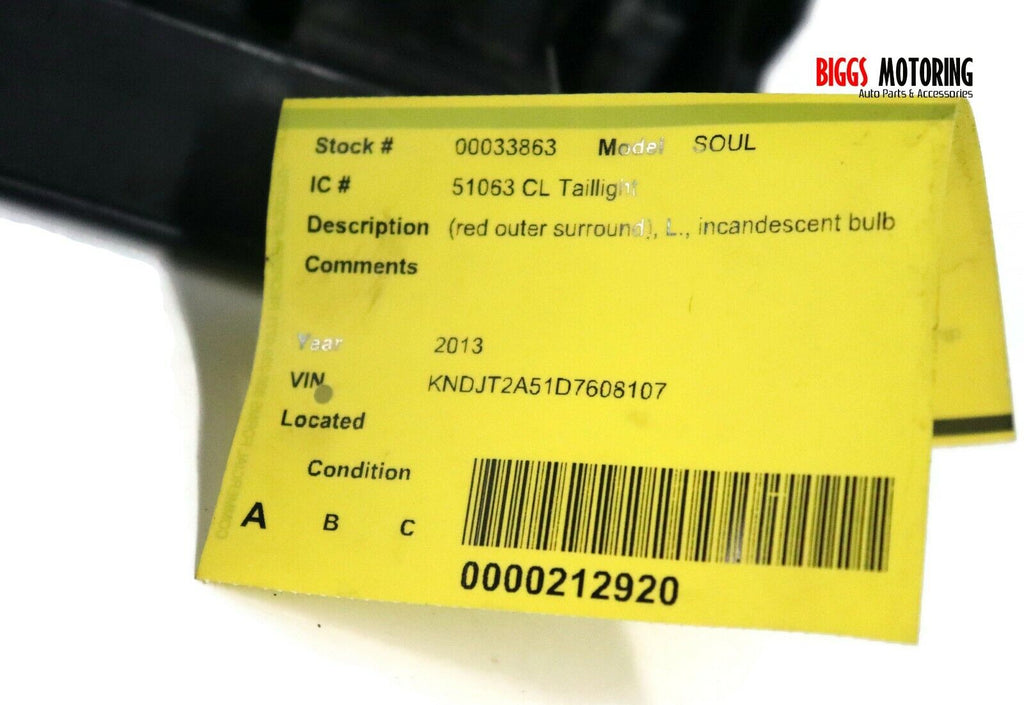 BIGGS MOTORING
Auto Parts & Accessories
Stock # 00033863 Model SOUL
IC # 51063 CL Taillight
Description (red outer surround), L., incandescent bulb
Comments
Year 2013
VIN KNDJT2A51D7608107
Located
Condition
A B C
0000212920